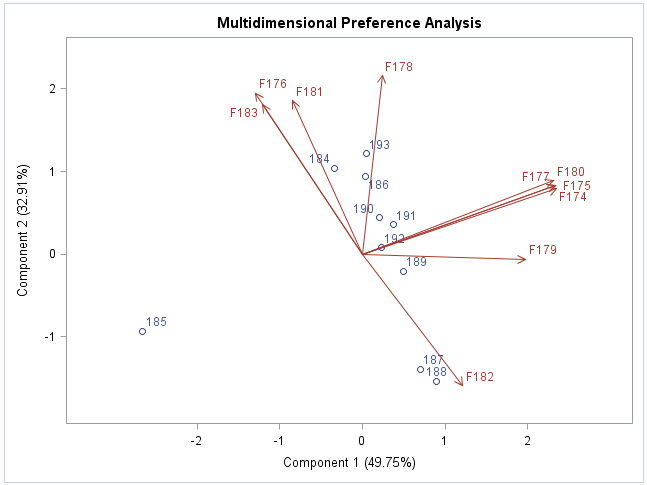 Multidimensional Preference Analysis
F178
F176
F181
F183
2
193
184
186
F177
F180
F175
F174
1
190
191
192
F179
0
189
185
-1
187
188
F182
-2
-1
0
1
2
Component 2 (32.91%)
Component 1 (49.75%)